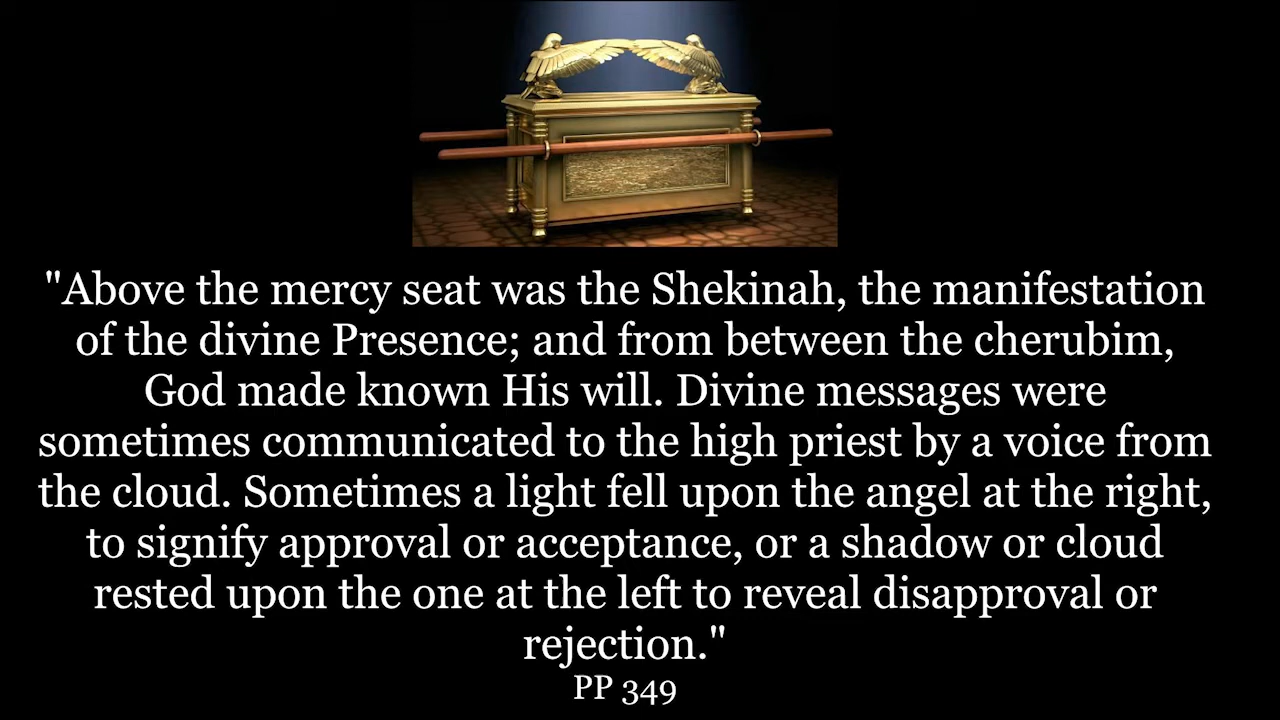 "Above the mercy seat was the Shekinah, the manifestation
of the divine Presence; and from between the cherubim,
God made known His will. Divine messages were
sometimes communicated to the high priest by a voice from
the cloud. Sometimes a light fell upon the angel at the right,
to signify approval or acceptance, or a shadow or cloud
rested upon the one at the left to reveal disapproval or
rejection."
PP 349